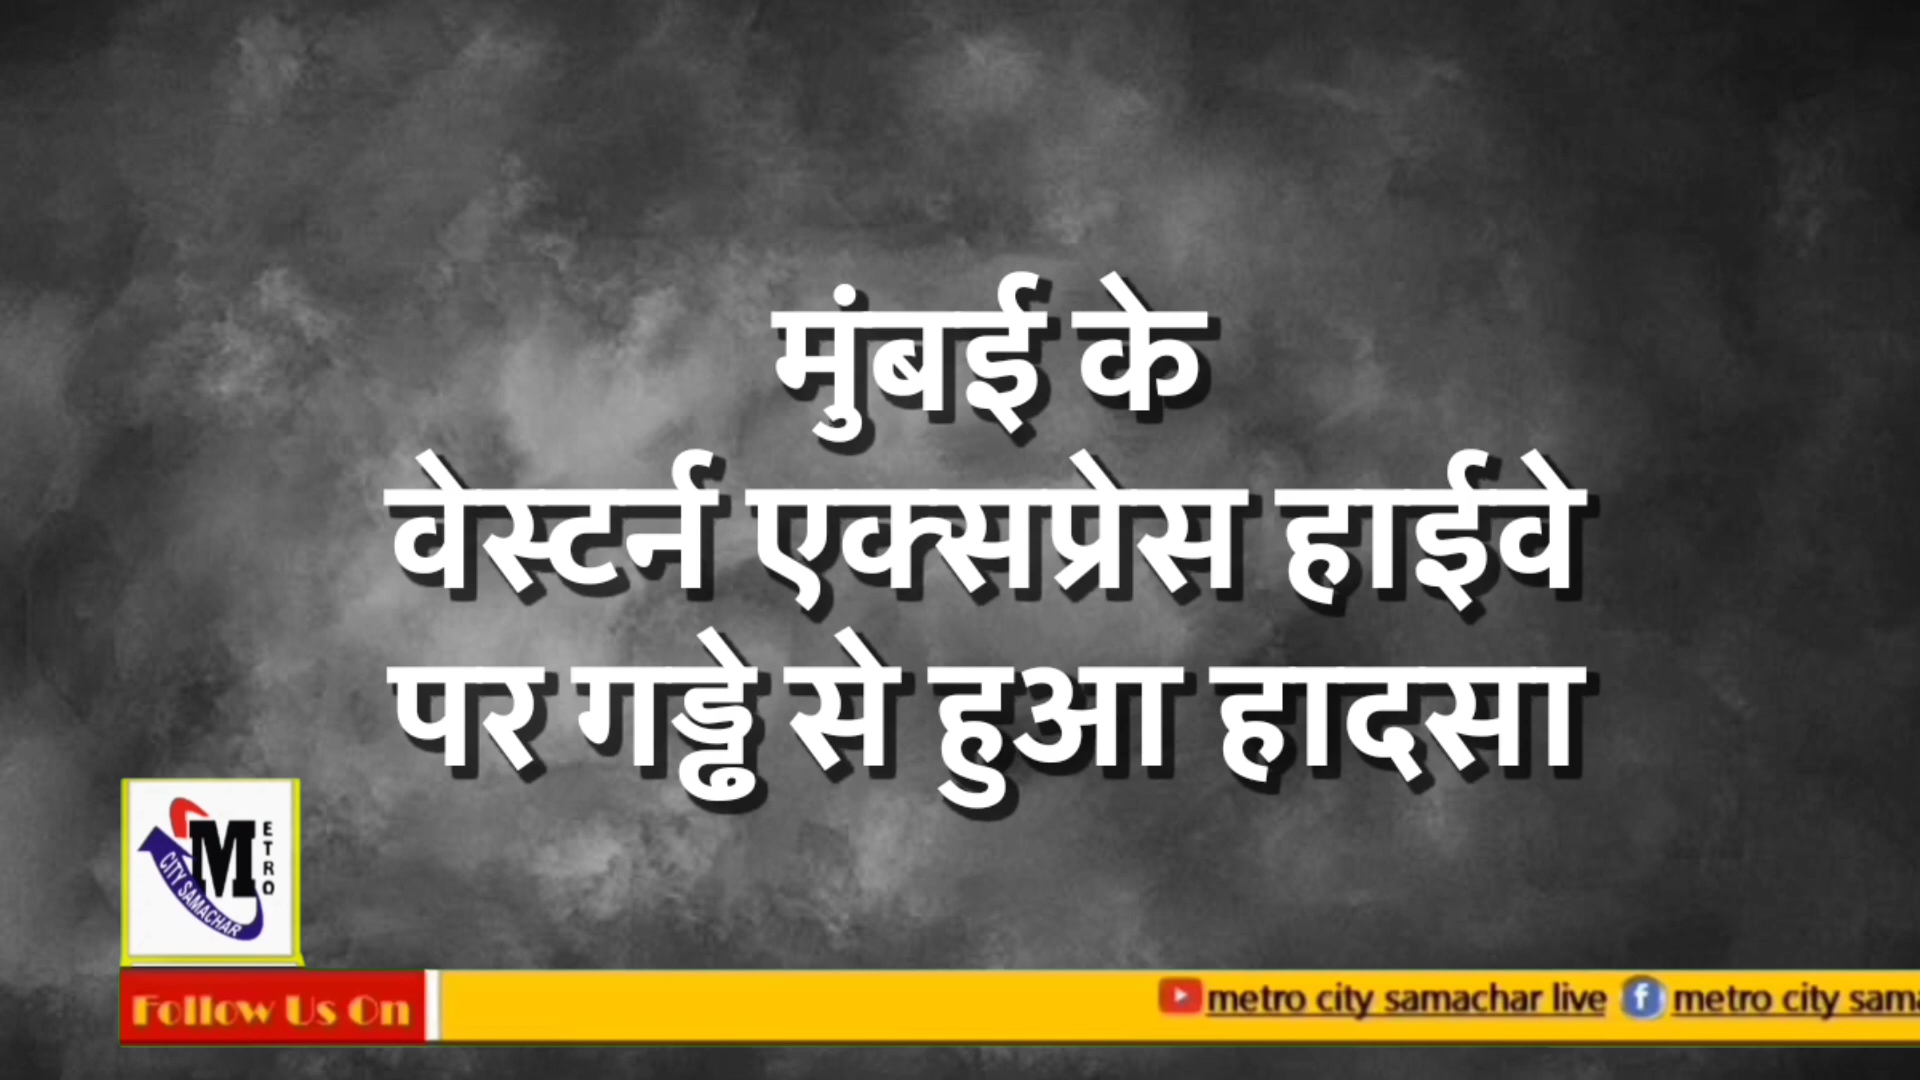 मुंबई के
वेस्टर्न एक्सप्रेस हाईवे
पर गड्ढे से हुआ हादसा
METRO
CITY SAMACHAR
Follow Us On
metro city samachar live metro city sama